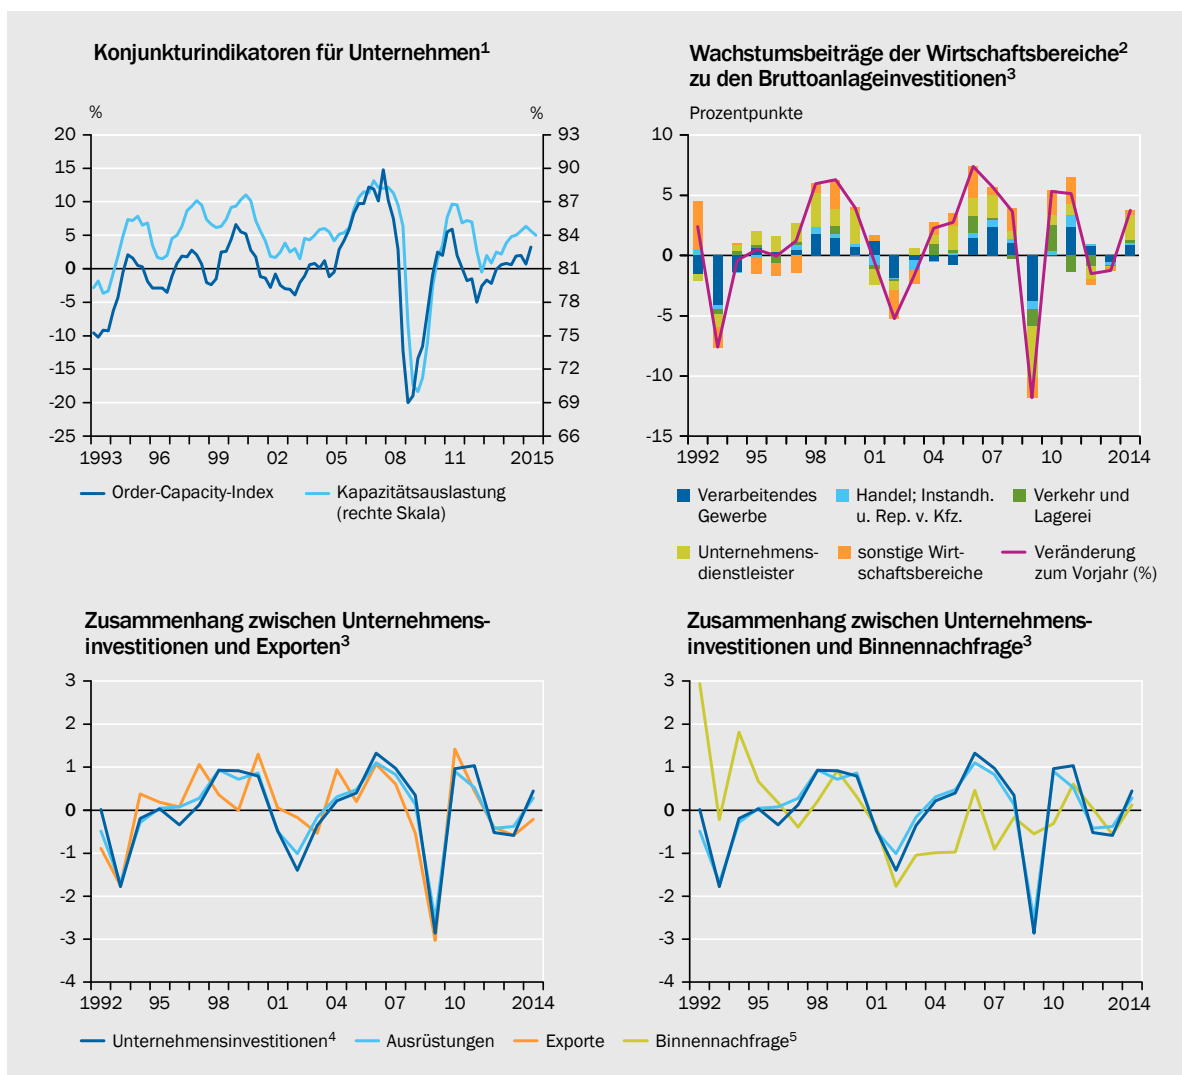 Konjunkturindikatoren für Unternehmen¹
%
%
20
15
10
5
0
-5
-10
-15
-20
-25
93
90
87
84
81
78
75
72
69
66
1993 96 99 02 05 08 11 2015
Order-Capacity-Index
Kapazitätsauslastung
(rechte Skala)
Wachstumsbeiträge der Wirtschaftsbereiche²
zu den Bruttoanlageinvestitionen³
Prozentpunkte
10
5
0
-5
-10
-15
1992 95 98 01 04 07 10 2014
Verarbeitendes
Gewerbe
Handel; Instandh.
u. Rep. v. Kfz.
Verkehr und
Lagerei
Unternehmens-
dienstleister
sonstige Wirt-
schaftsbereiche
Veränderung
zum Vorjahr (%)
Zusammenhang zwischen Unternehmens-
investitionen und Exporten³
3
2
1
0
-1
-2
-3
-4
1992 95 98 01 04 07 10 2014
Zusammenhang zwischen Unternehmens-
investitionen und Binnennachfrage³
3
2
1
0
-1
-2
-3
-4
1992 95 98 01 04 07 10 2014
Unternehmensinvestitionen⁴
Ausrüstungen
Exporte
Binnennachfrage⁵